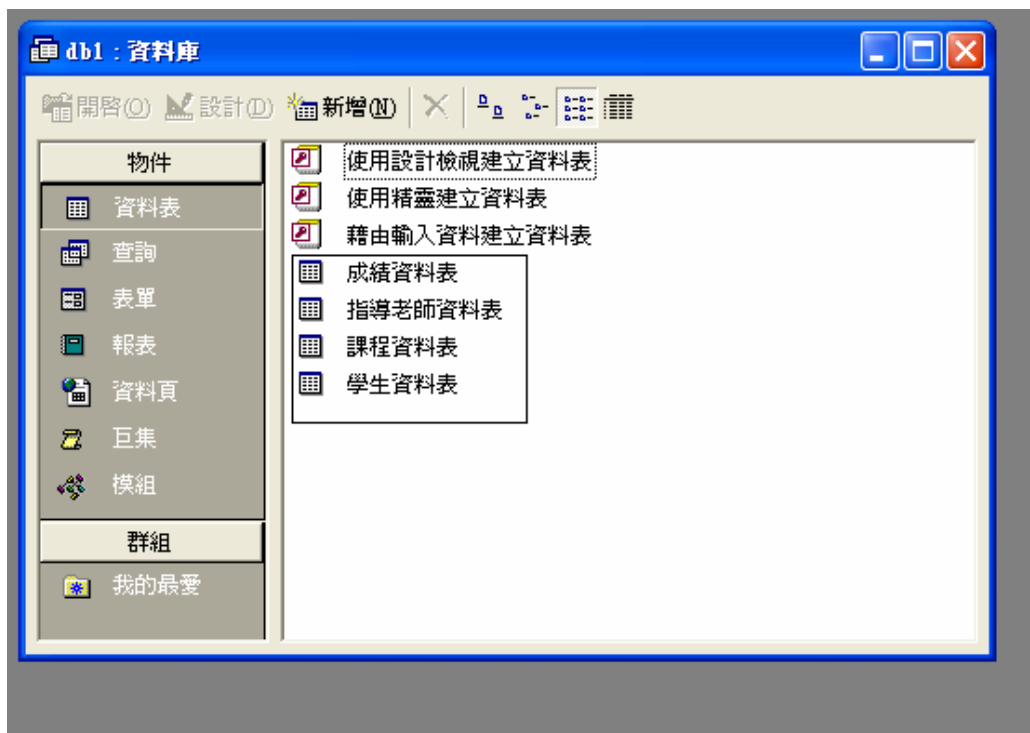 db1 : 資料庫
開啓(O) 設計(D) 新增(N)
物件
資料表
查詢
表單
報表
資料頁
巨集
模組
群組
我的最愛
使用設計檢視建立資料表
使用精靈建立資料表
藉由輸入資料建立資料表
成績資料表
指導老師資料表
課程資料表
學生資料表